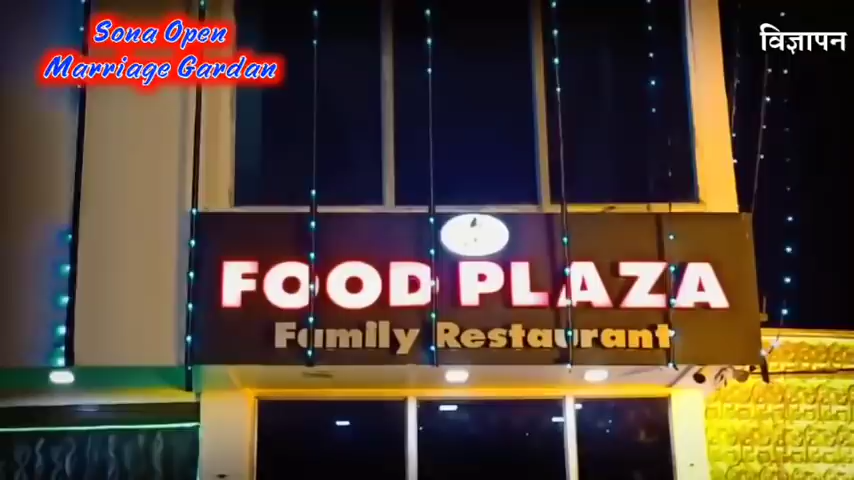 Sona Open
Marriage Gardan
विज्ञापन
FOOD PLAZA
Family Restaurant